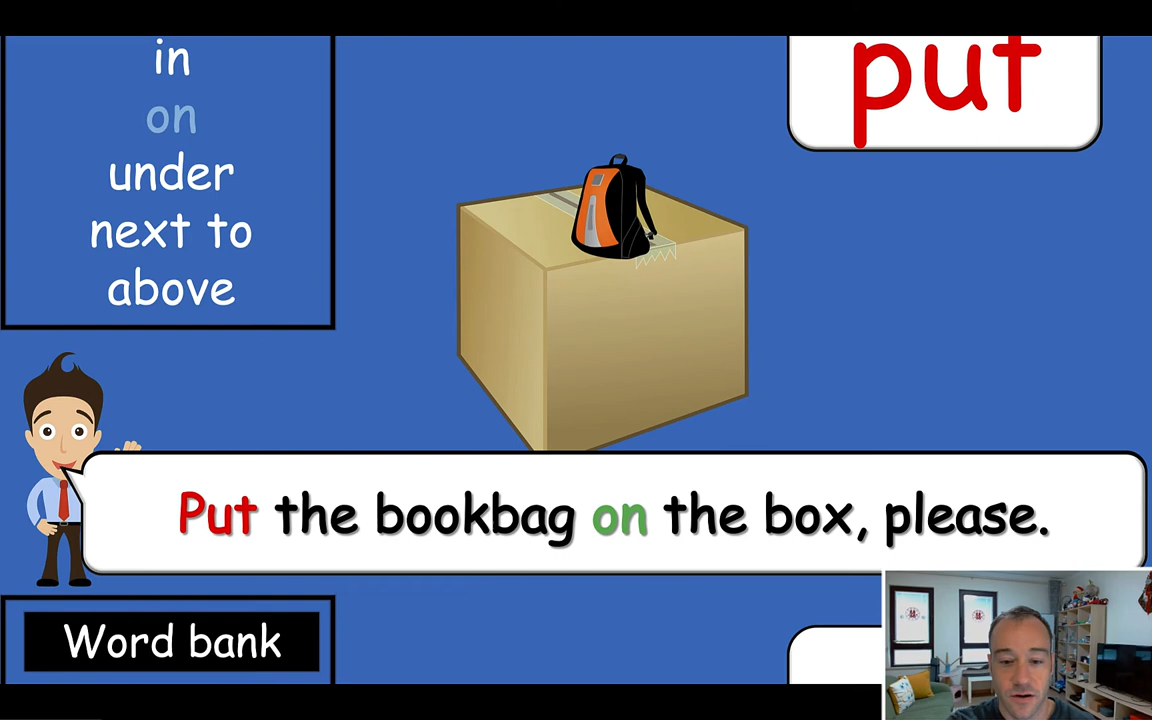 in
on
under
next to
above
put
Put the bookbag on the box, please.
Word bank